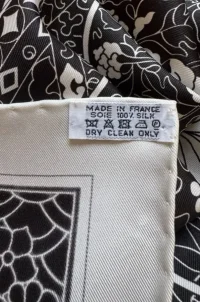 MADE IN FRANCE
SOIE 100% SILK
DRY CLEAN ONLY